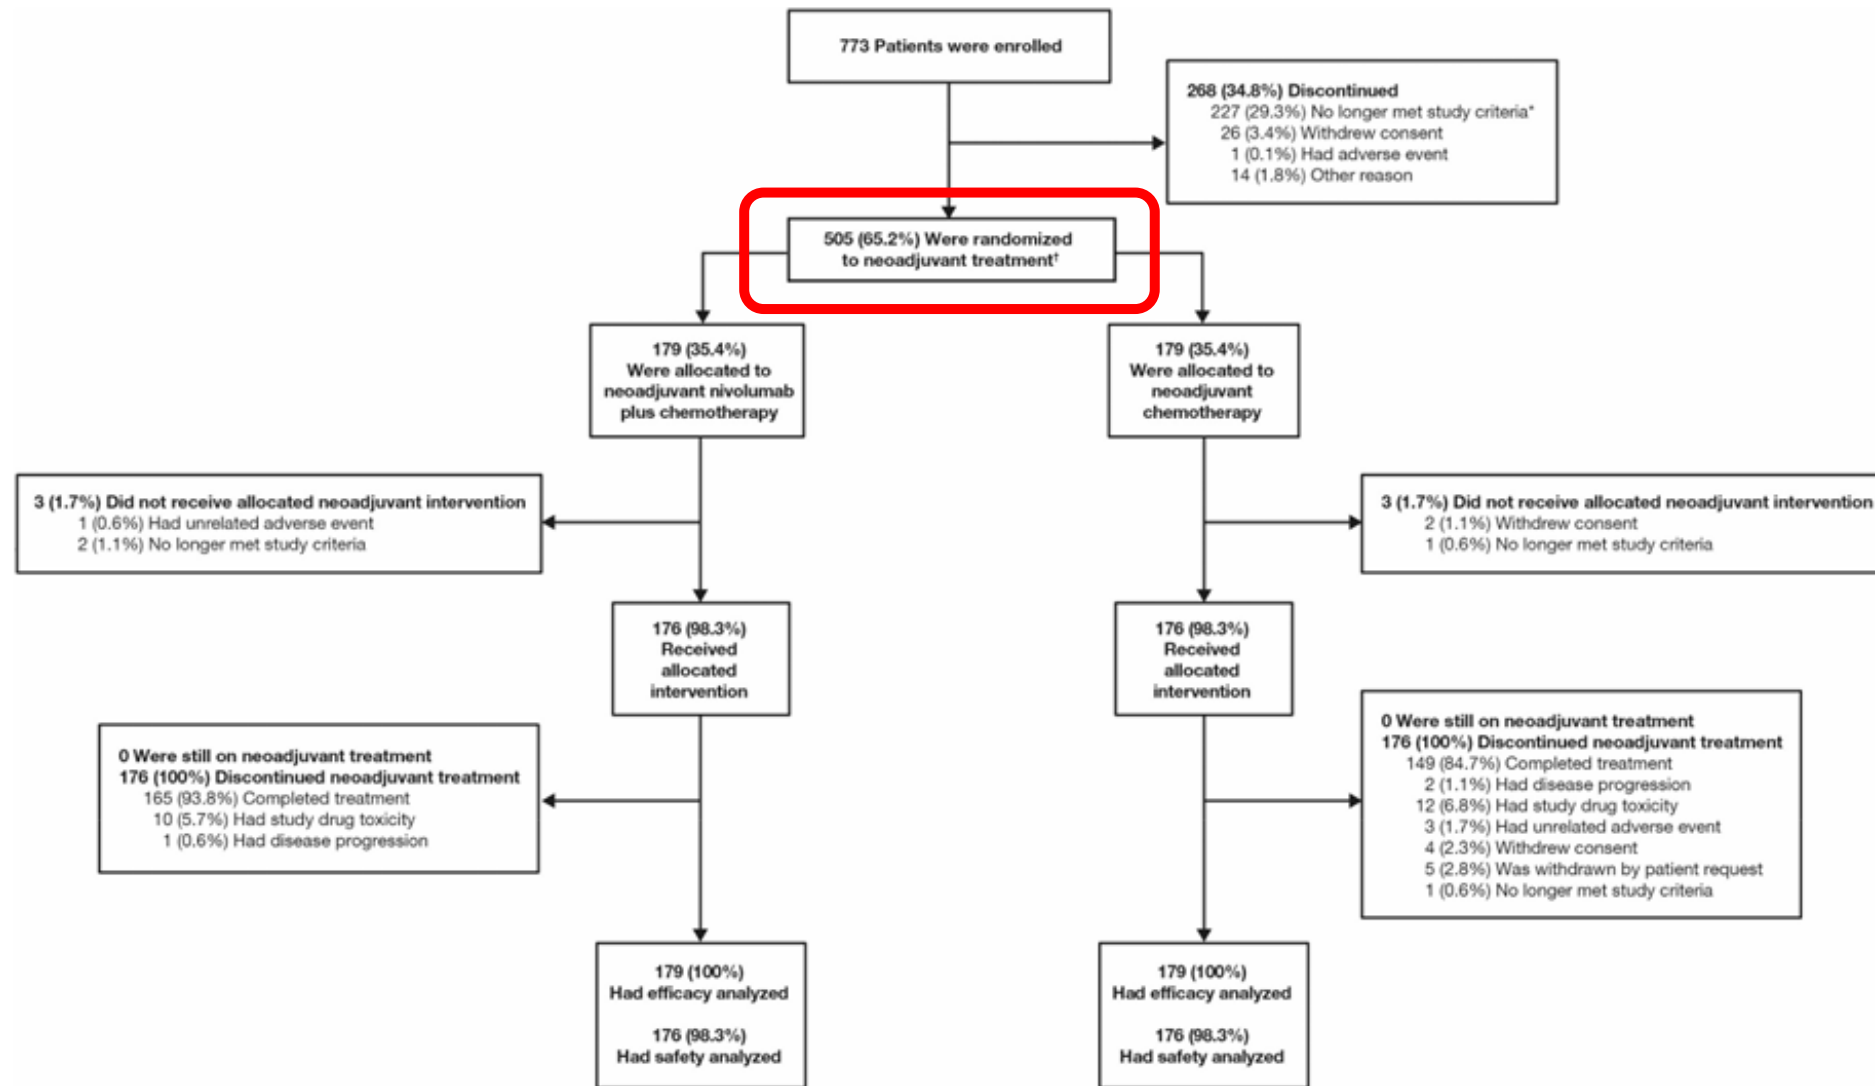 773 Patients were enrolled
268 (34.8%) Discontinued
227 (29.3%) No longer met study criteria*
26 (3.4%) Withdrew consent
1 (0.1%) Had adverse event
14 (1.8%) Other reason
505 (65.2%) Were randomized
to neoadjuvant treatment†
179 (35.4%)
Were allocated to
neoadjuvant nivolumab
plus chemotherapy
179 (35.4%)
Were allocated to
neoadjuvant
chemotherapy
3 (1.7%) Did not receive allocated neoadjuvant intervention
1 (0.6%) Had unrelated adverse event
2 (1.1%) No longer met study criteria
3 (1.7%) Did not receive allocated neoadjuvant intervention
2 (1.1%) Withdrew consent
1 (0.6%) No longer met study criteria
176 (98.3%)
Received
allocated
intervention
176 (98.3%)
Received
allocated
intervention
0 Were still on neoadjuvant treatment
176 (100%) Discontinued neoadjuvant treatment
165 (93.8%) Completed treatment
10 (5.7%) Had study drug toxicity
1 (0.6%) Had disease progression
0 Were still on neoadjuvant treatment
176 (100%) Discontinued neoadjuvant treatment
149 (84.7%) Completed treatment
2 (1.1%) Had disease progression
12 (6.8%) Had study drug toxicity
3 (1.7%) Had unrelated adverse event
4 (2.3%) Withdrew consent
5 (2.8%) Was withdrawn by patient request
1 (0.6%) No longer met study criteria
179 (100%)
Had efficacy analyzed
176 (98.3%)
Had safety analyzed
179 (100%)
Had efficacy analyzed
176 (98.3%)
Had safety analyzed